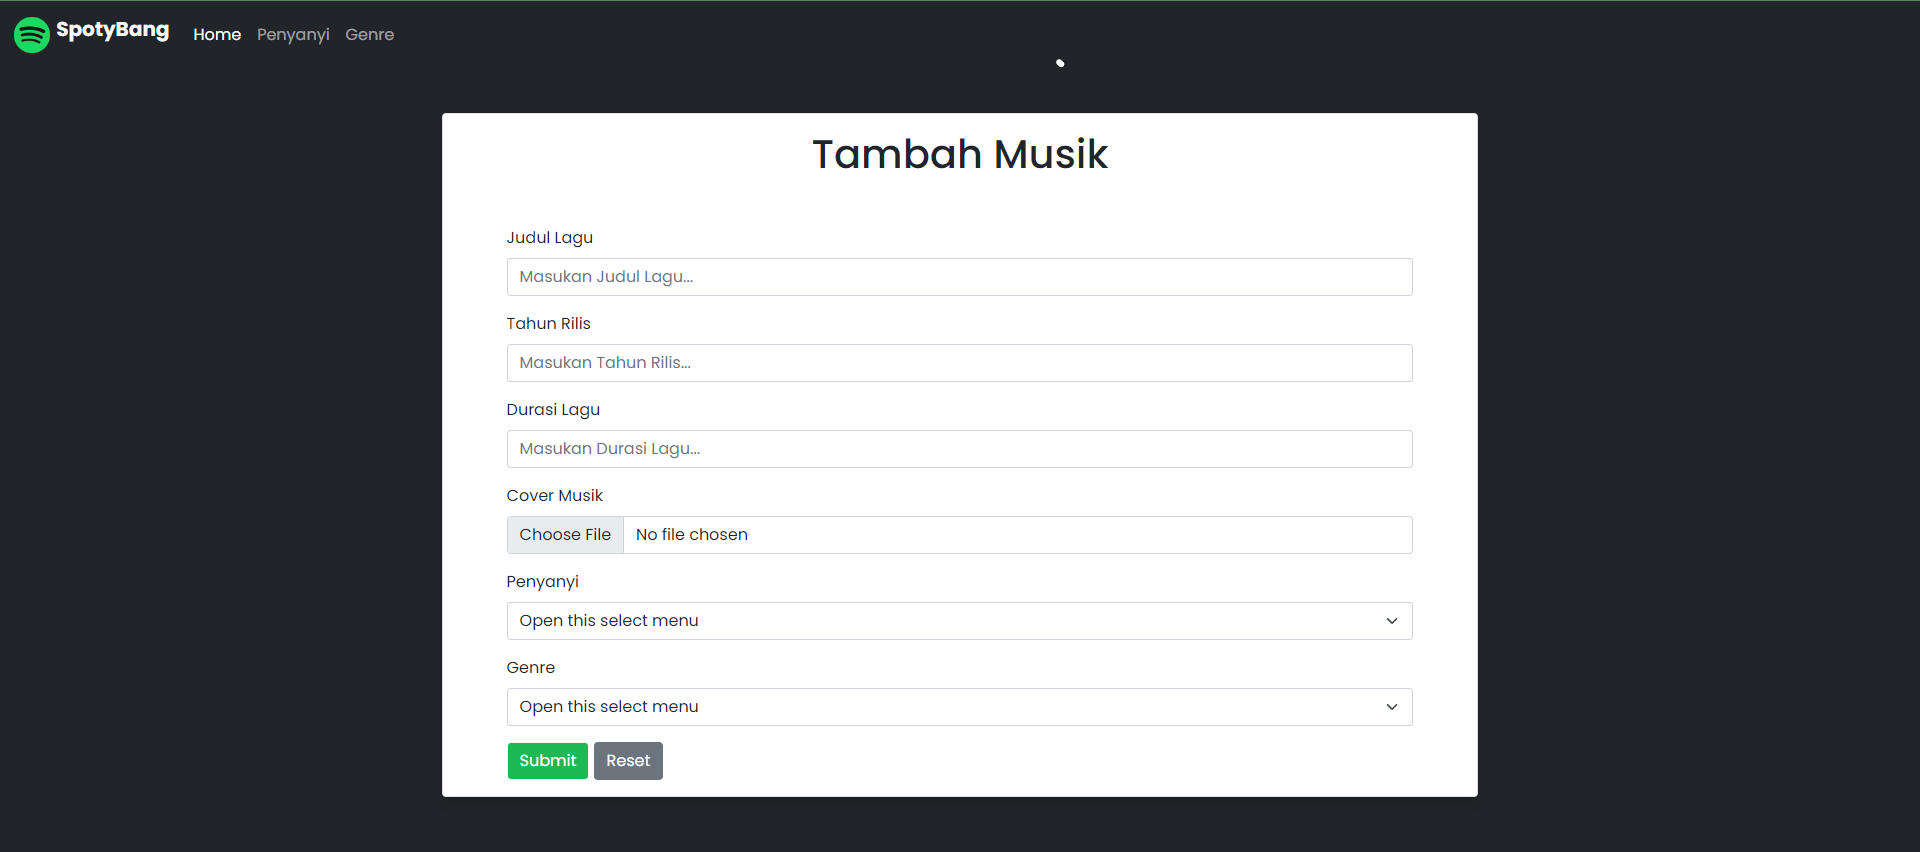 SpotyBang Home Penyanyi Genre
Tambah Musik
Judul Lagu
Masukan Judul Lagu...
Tahun Rilis
Masukan Tahun Rilis...
Durasi Lagu
Masukan Durasi Lagu...
Cover Musik
Choose File No file chosen
Penyanyi
Open this select menu
Genre
Open this select menu
Submit Reset